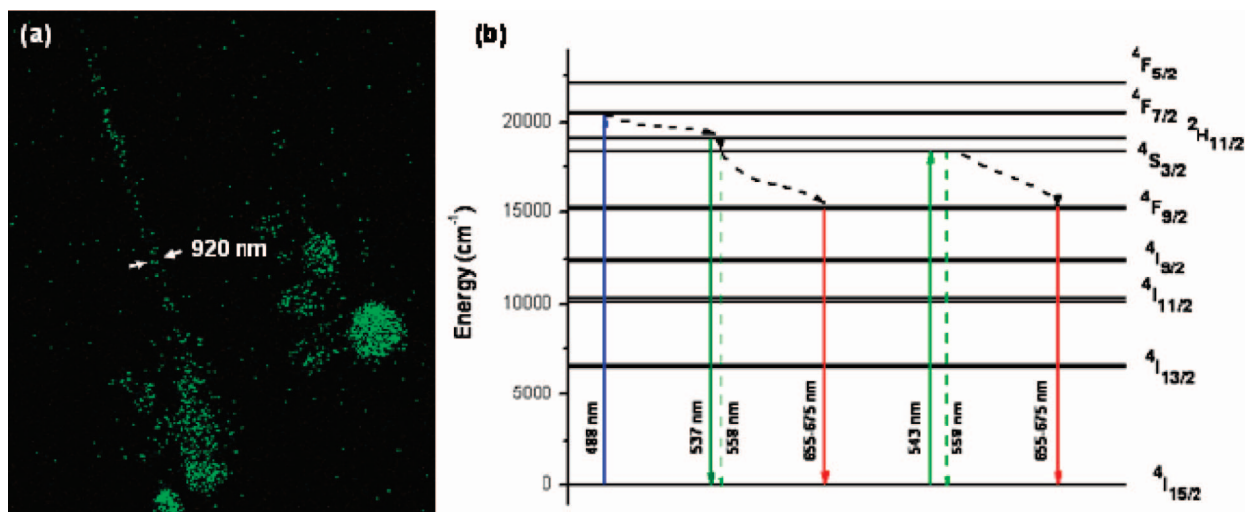 (a)
920 nm
(b)
Energy (cm⁻¹)
20000
15000
10000
5000
0
⁴F₅/₂
⁴F₇/₂
²H₁₁/₂
⁴S₃/₂
⁴F₉/₂
⁴I₉/₂
⁴I₁₁/₂
⁴I₁₃/₂
⁴I₁₅/₂
488 nm
537 nm
558 nm
655-675 nm
543 nm
558 nm
655-675 nm